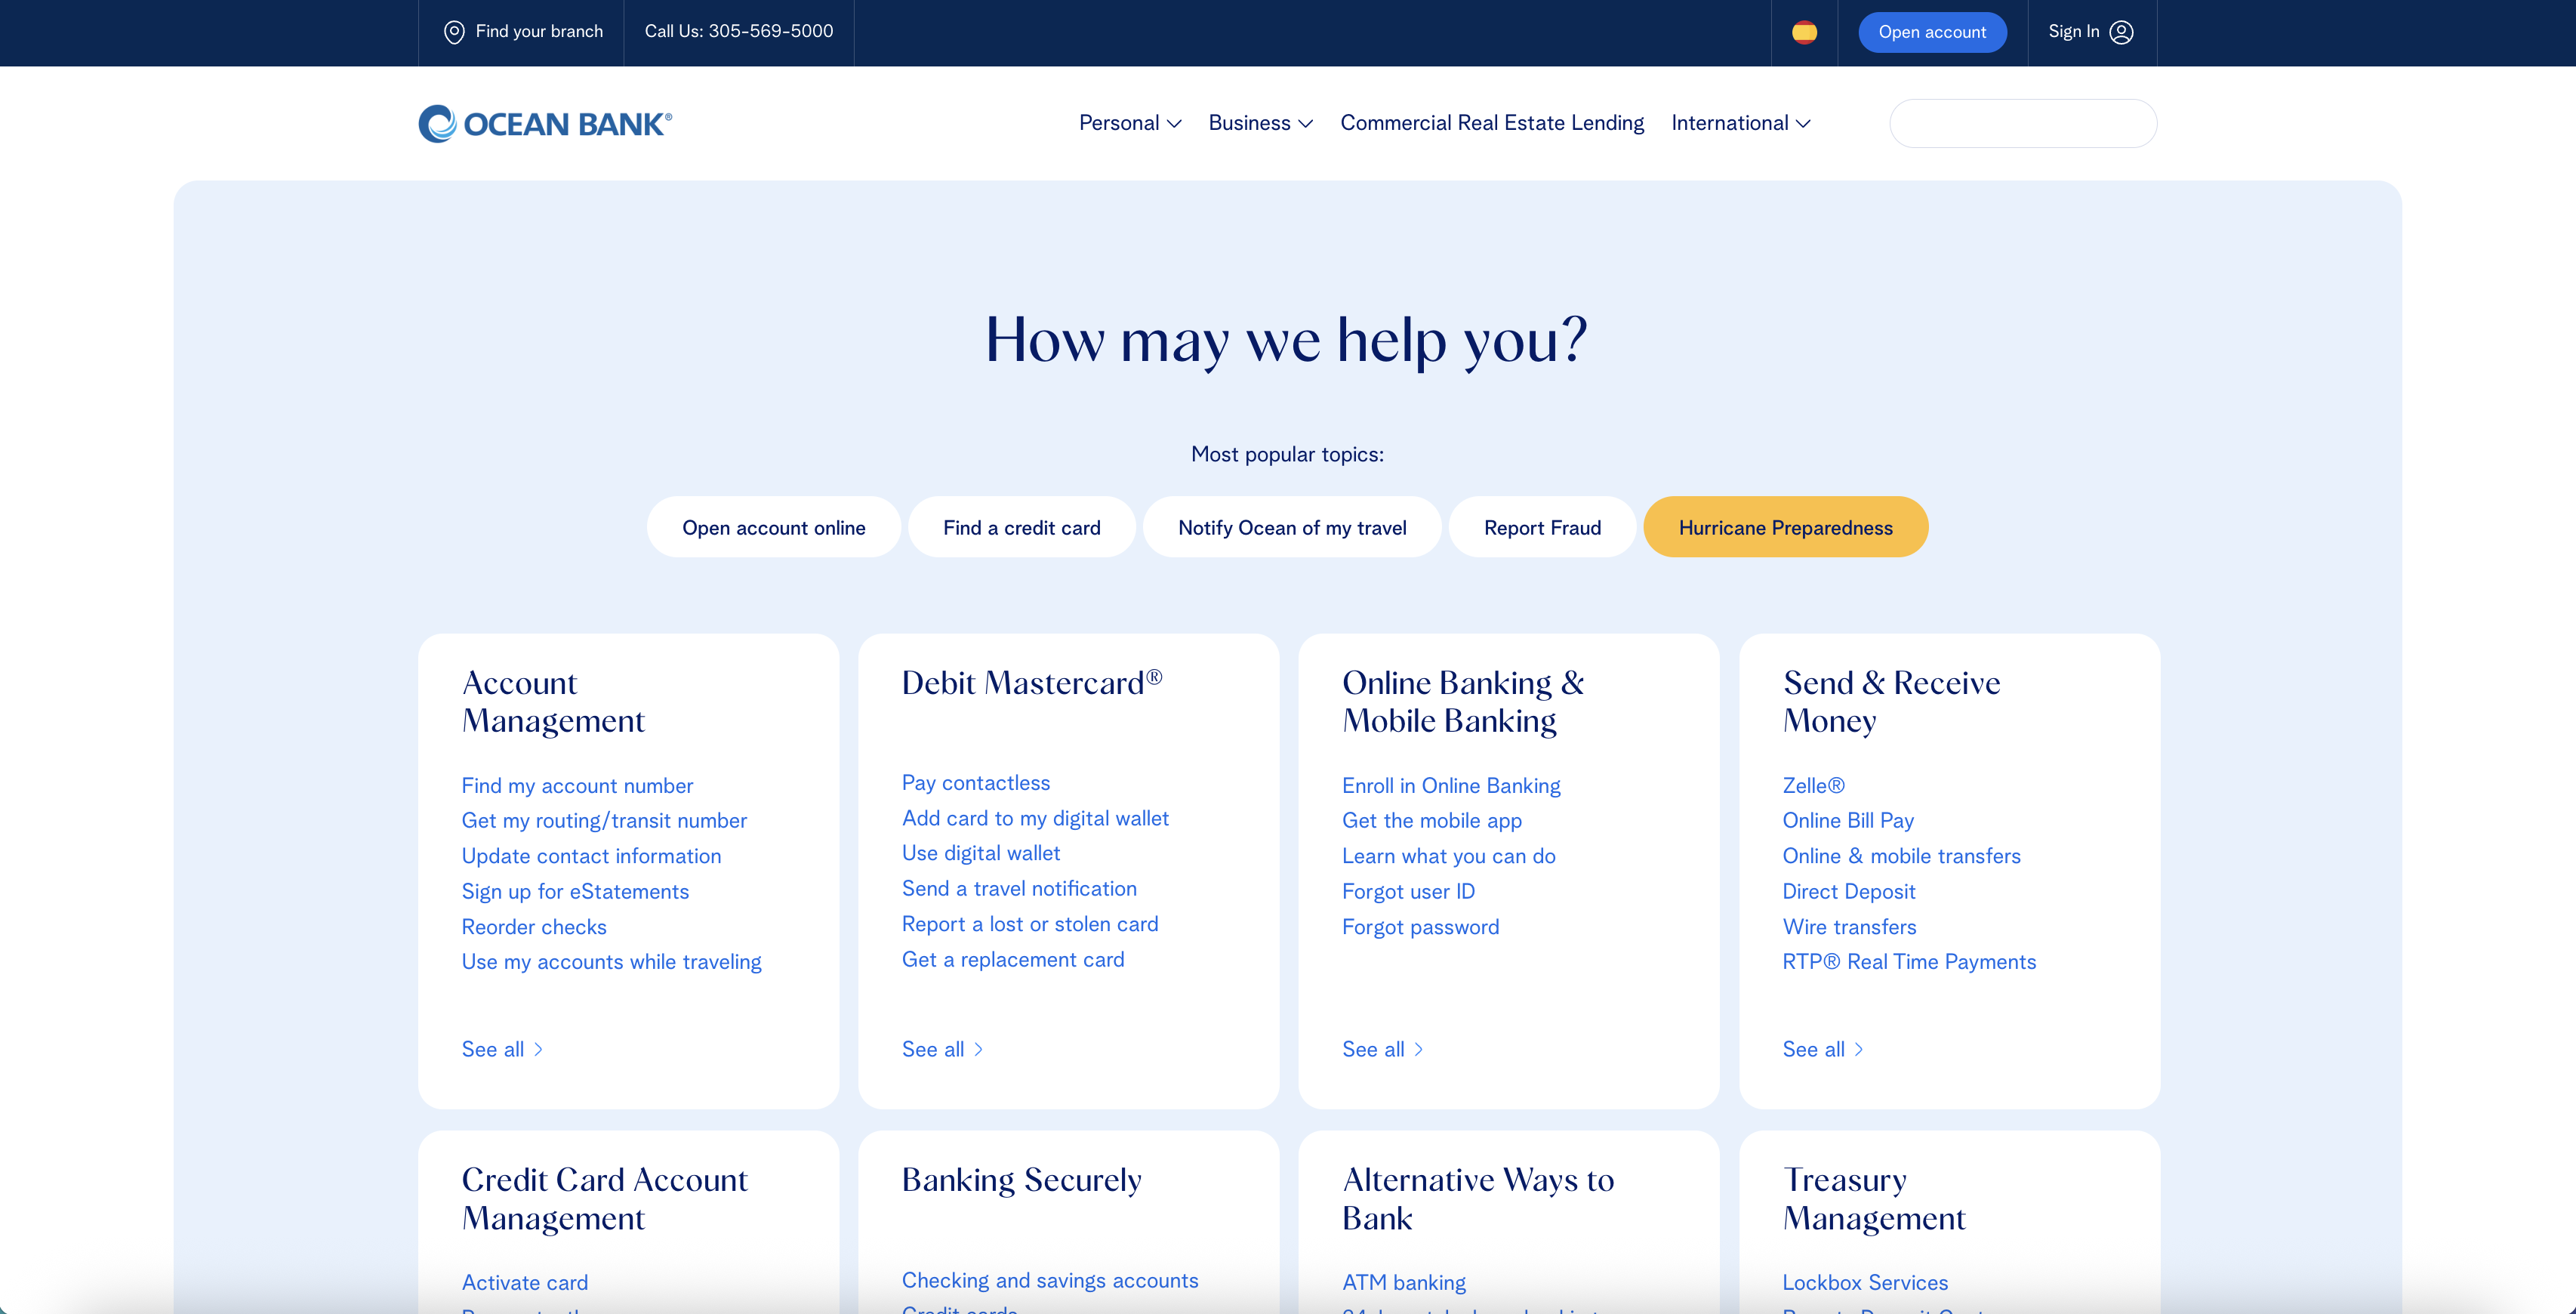 Find your branch
Call Us: 305-569-5000
Open account
Sign In
OCEAN BANK®
Personal
Business
Commercial Real Estate Lending
International
How may we help you?
Most popular topics:
Open account online
Find a credit card
Notify Ocean of my travel
Report Fraud
Hurricane Preparedness
Account
Management
Find my account number
Get my routing/transit number
Update contact information
Sign up for eStatements
Reorder checks
Use my accounts while traveling
See all
Debit Mastercard®
Pay contactless
Add card to my digital wallet
Use digital wallet
Send a travel notification
Report a lost or stolen card
Get a replacement card
See all
Online Banking &
Mobile Banking
Enroll in Online Banking
Get the mobile app
Learn what you can do
Forgot user ID
Forgot password
See all
Send & Receive
Money
Zelle®
Online Bill Pay
Online & mobile transfers
Direct Deposit
Wire transfers
RTP® Real Time Payments
See all
Credit Card Account
Management
Activate card
Banking Securely
Checking and savings accounts
Credit cards
Alternative Ways to
Bank
ATM banking
Treasury
Management
Lockbox Services